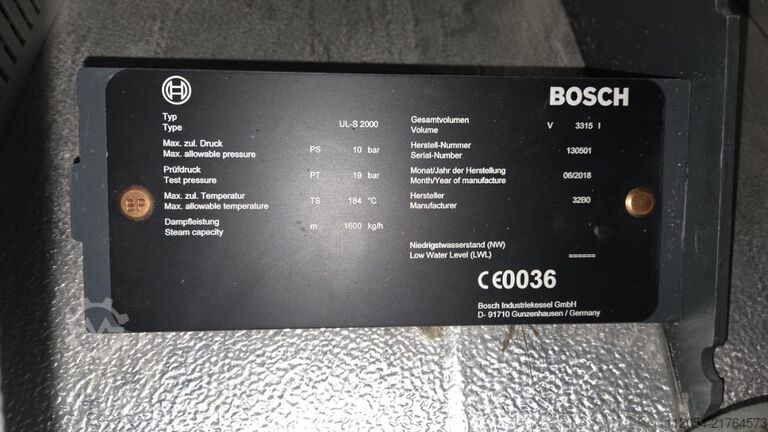 BOSCH
Typ
Type UL-S 2000
Max. zul. Druck
Max. allowable pressure PS 10 bar
Prüfdruck
Test pressure PT 19 bar
Max. zul. Temperatur
Max. allowable temperature TS 184 °C
Dampfleistung
Steam capacity m 1600 kg/h
Gesamtvolumen
Volume V 3315 l
Herstell-Nummer
Serial-Number 130501
Monat/Jahr der Herstellung
Month/Year of manufacture 06/2018
Hersteller
Manufacturer 32B0
Niedrigstwasserstand (NW)
Low Water Level (LWL) ======
CE0036
Bosch Industriekessel GmbH
D- 91710 Gunzenhausen / Germany